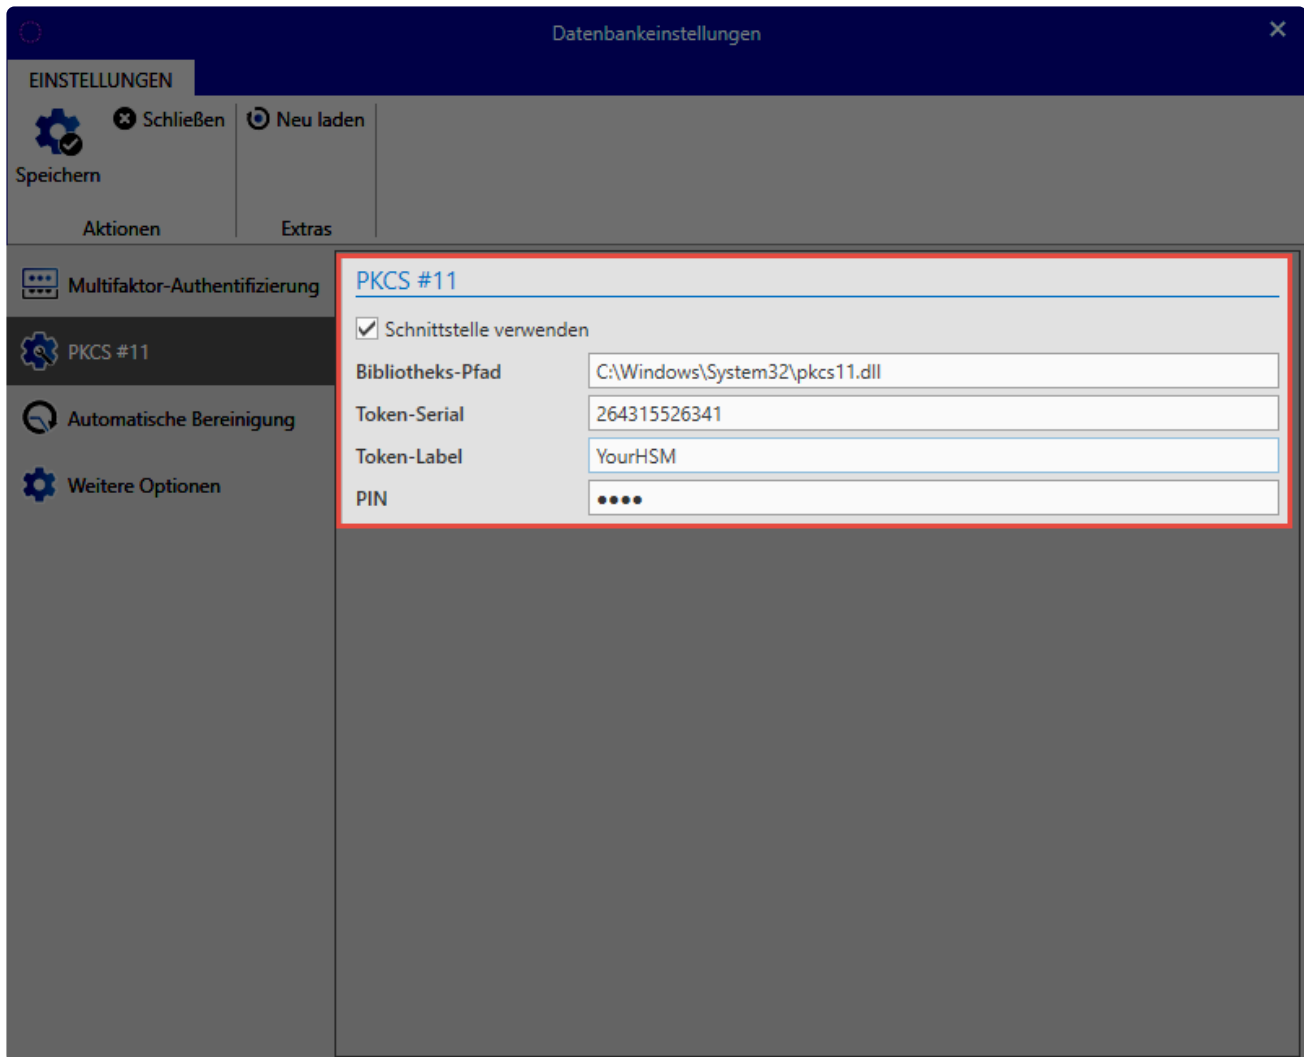 Datenbankeinstellungen
EINSTELLUNGEN
Schließen
Neu laden
Speichern
Aktionen
Extras
Multifaktor-Authentifizierung
PKCS #11
Automatische Bereinigung
Weitere Optionen
PKCS #11
Schnittstelle verwenden
Bibliotheks-Pfad C:\Windows\System32\pkcs11.dll
Token-Serial 264315526341
Token-Label YourHSM
PIN ●●●●